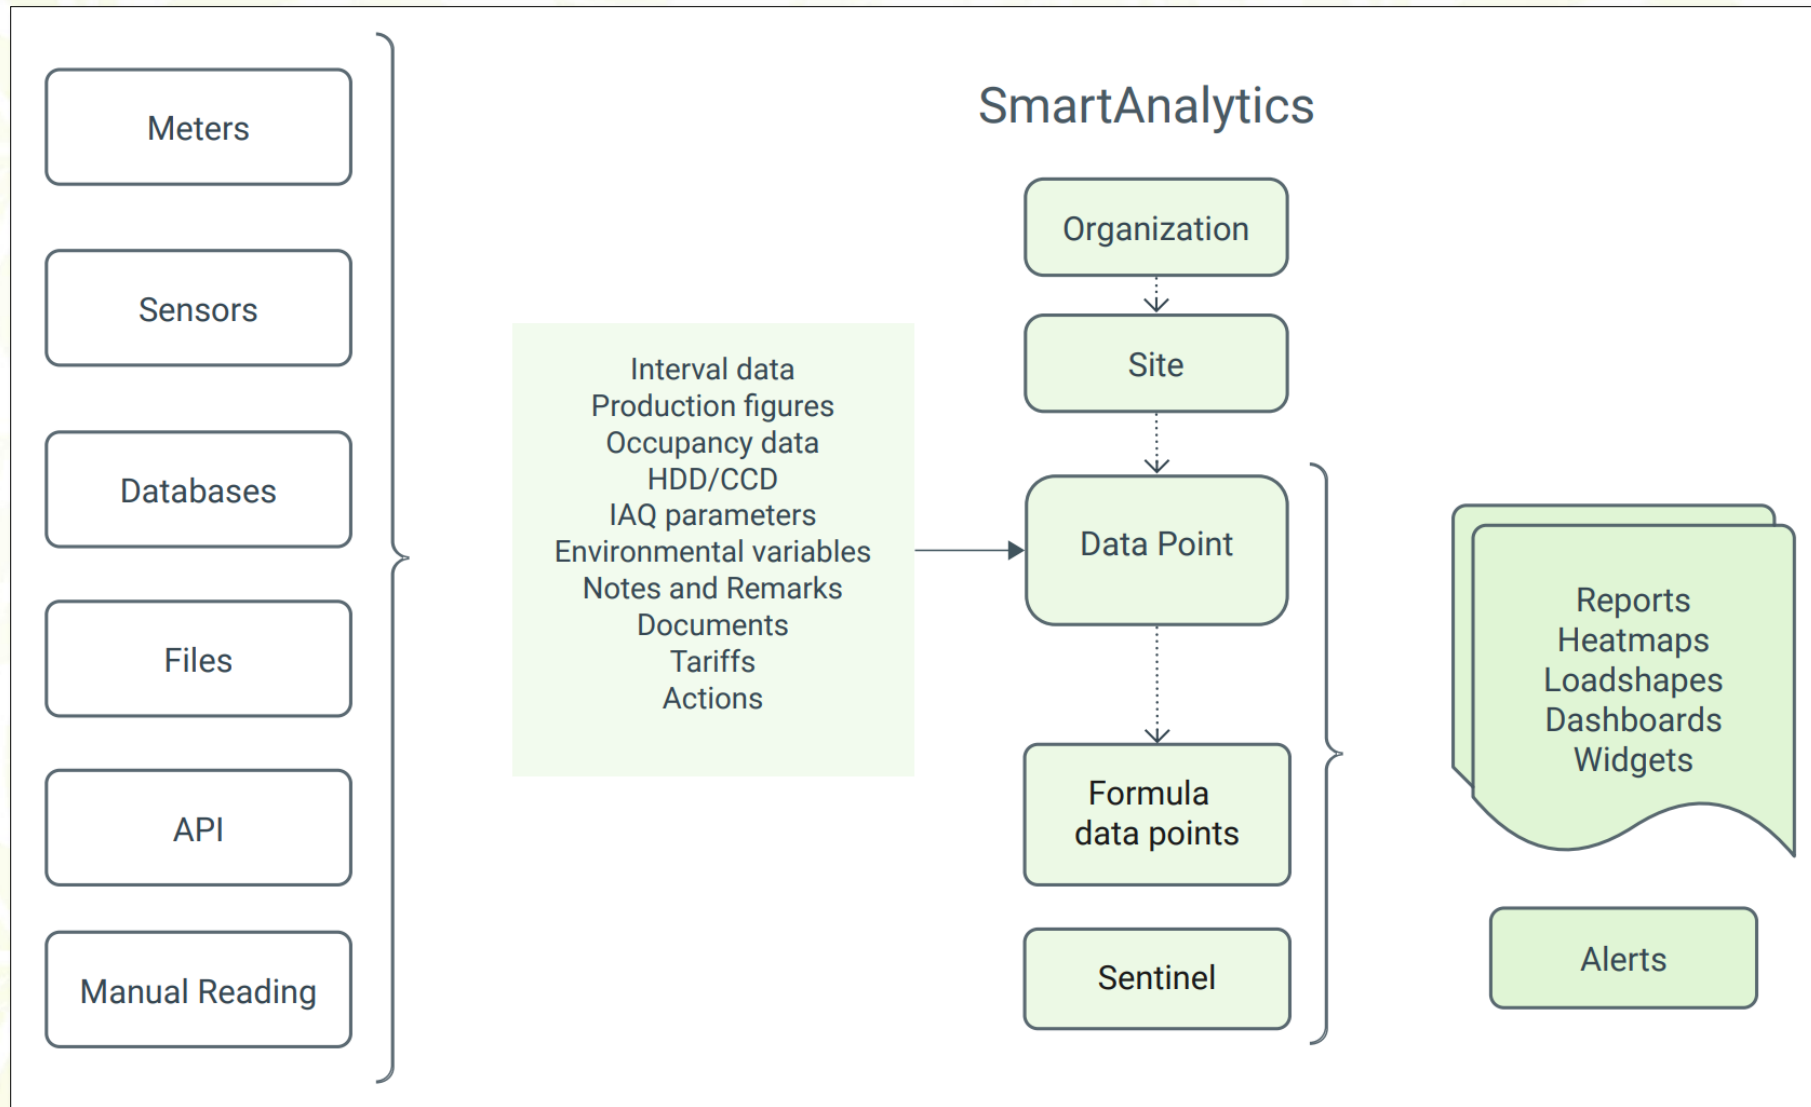 Meters
Sensors
Databases
Files
API
Manual Reading
Interval data
Production figures
Occupancy data
HDD/CCD
IAQ parameters
Environmental variables
Notes and Remarks
Documents
Tariffs
Actions
SmartAnalytics
Organization
Site
Data Point
Formula
data points
Sentinel
Reports
Heatmaps
Loadshapes
Dashboards
Widgets
Alerts